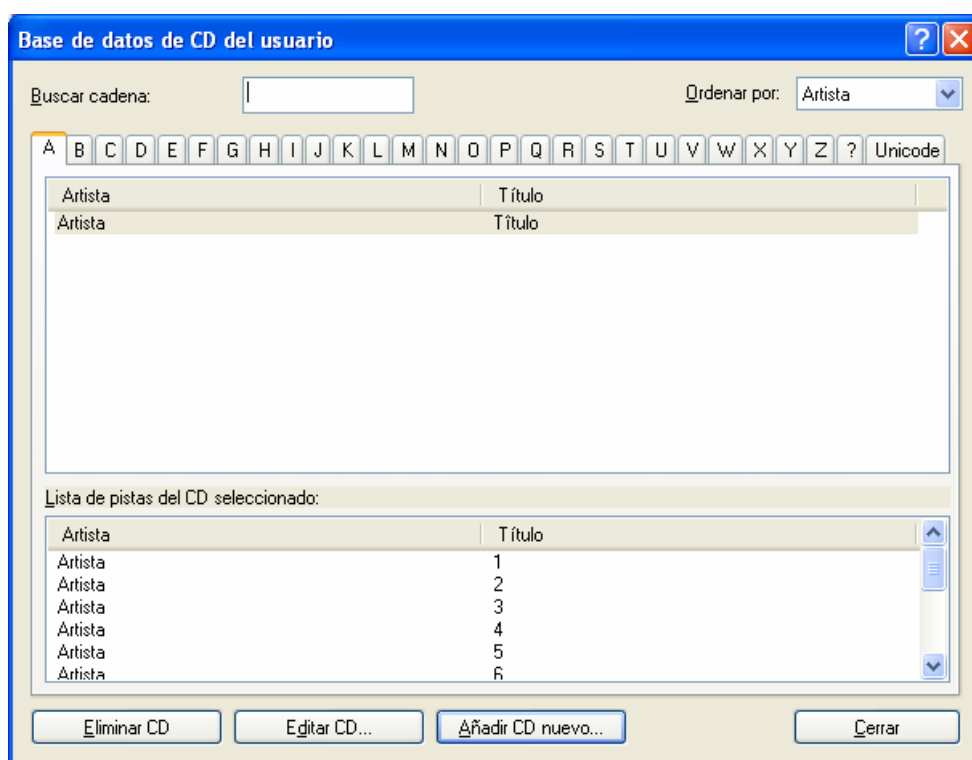 Base de datos de CD del usuario
Buscar cadena: Ordenar por: Artista
A B C D E F G H I J K L M N O P Q R S T U V W X Y Z ? Unicode
Artista Título
Artista Tîtulo
Lista de pistas del CD seleccionado:
Artista Título
Artista 1
Artista 2
Artista 3
Artista 4
Artista 5
Artista 6
Eliminar CD Editar CD... Añadir CD nuevo... Cerrar